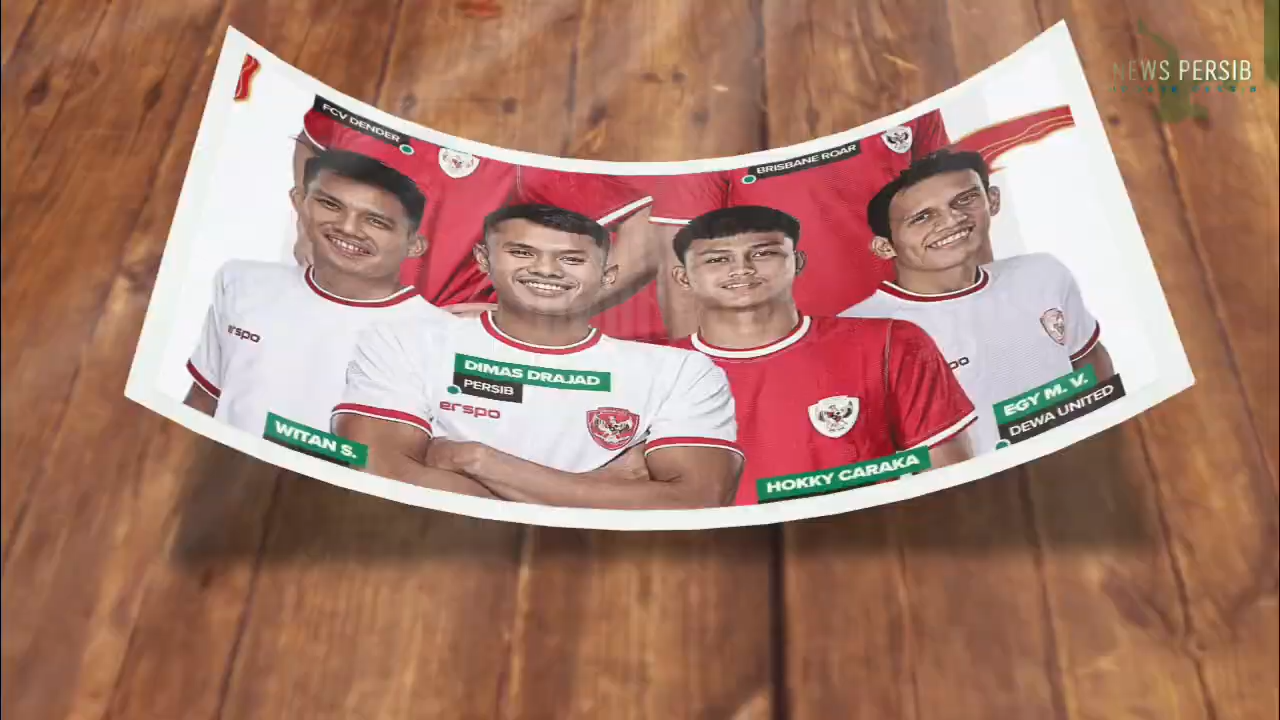 NEWS PERSIB
FCV DENDER
BRISBANE ROAR
erspo
DIMAS DRAJAD
PERSIB
erspo
WITAN S.
HOKKY CARAKA
EGY M. V.
DEWA UNITED